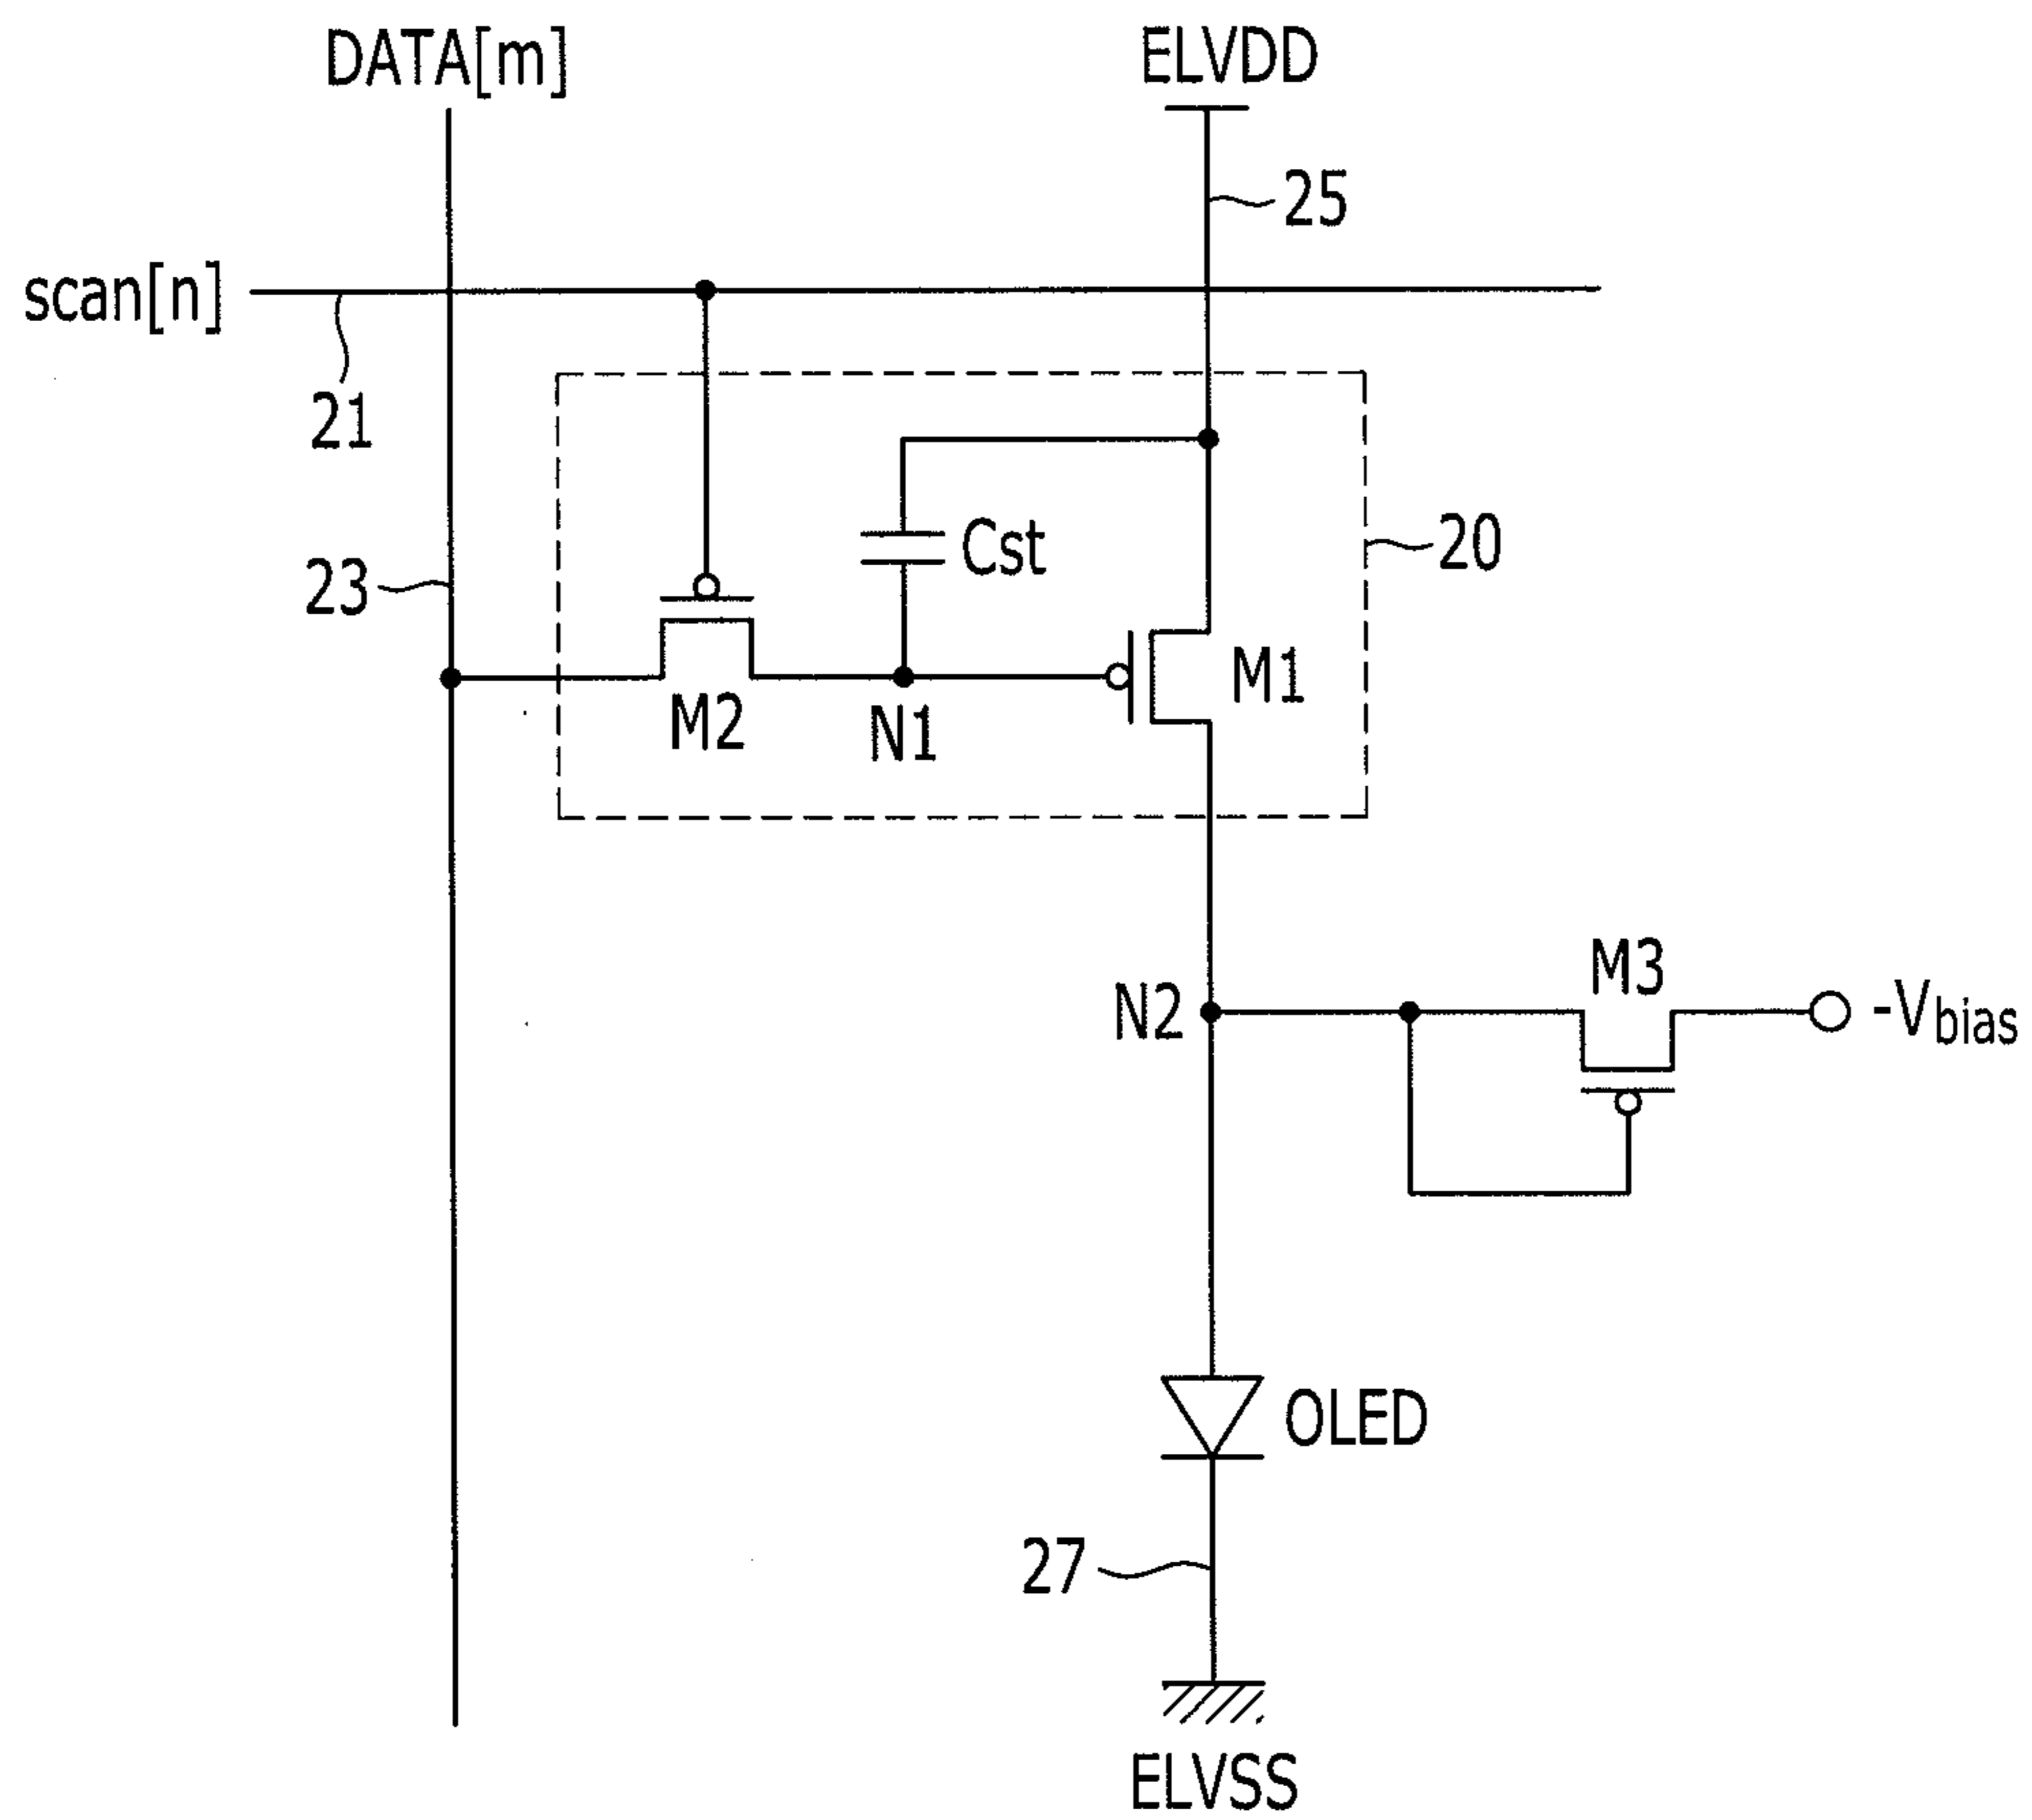 DATA[m]
ELVDD
25
scan[n]
21
20
Cst
23
M1
M2
N1
M3
N2
-Vbias
OLED
27
ELVSS